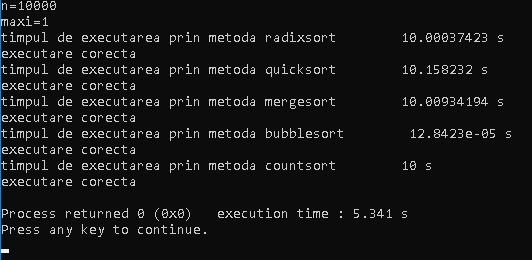 n=10000
maxi=1
timpul de executarea prin metoda radixsort 10.00037423 s
executare corecta
timpul de executarea prin metoda quicksort 10.158232 s
executare corecta
timpul de executarea prin metoda mergesort 10.00934194 s
executare corecta
timpul de executarea prin metoda bubblesort 12.8423e-05 s
executare corecta
timpul de executarea prin metoda countsort 10 s
executare corecta
Process returned 0 (0x0) execution time : 5.341 s
Press any key to continue.